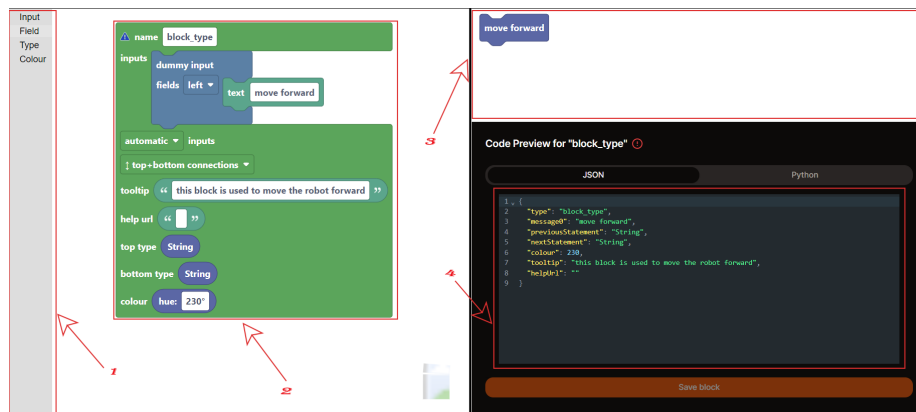 Input
Field
Type
Colour
name block_type
inputs
dummy input
fields left text move forward
automatic inputs
↕ top+bottom connections
tooltip “ this block is used to move the robot forward ”
help url “ ”
top type String
bottom type String
colour hue: 230°
1
2
move forward
3
Code Preview for "block_type"
JSON Python
1 {
2 "type": "block_type",
3 "message0": "move forward",
4 "previousStatement": "String",
5 "nextStatement": "String",
6 "colour": 230,
7 "tooltip": "this block is used to move the robot forward",
8 "helpUrl": ""
9 }
4
Save block